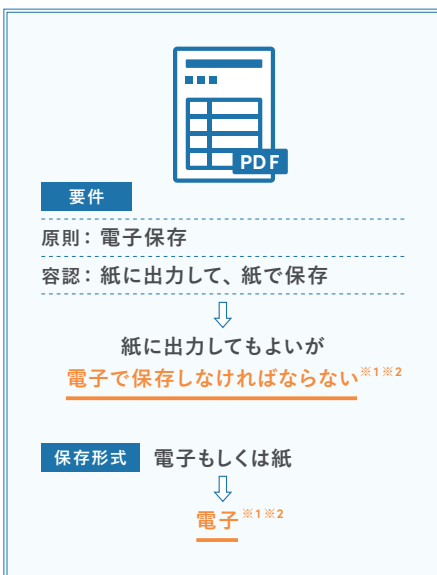 PDF
要件
原則：電子保存
容認：紙に出力して、紙で保存
紙に出力してもよいが
電子で保存しなければならない※1※2
保存形式 電子もしくは紙
電子※1※2